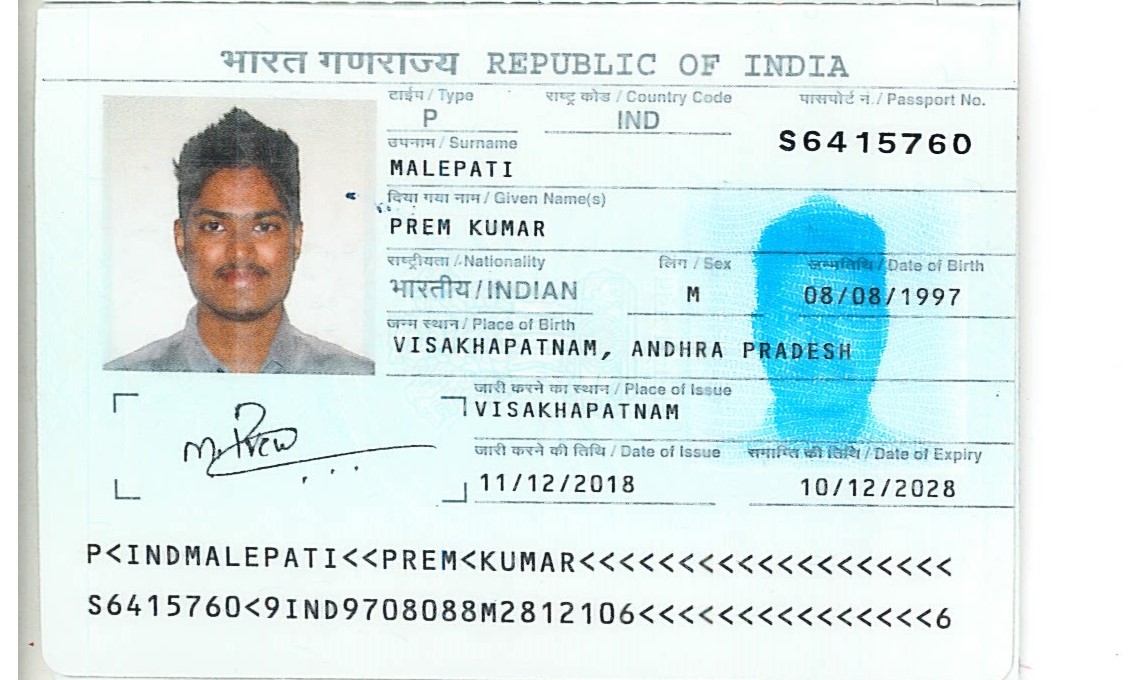 भारत गणराज्य REPUBLIC OF INDIA
टाईप / Type राष्ट्र कोड / Country Code पासपोर्ट न. / Passport No.
P IND S6415760
उपनाम / Surname
MALEPATI
दिया गया नाम / Given Name(s)
PREM KUMAR
राष्ट्रीयता / Nationality लिंग / Sex जन्मतिथि / Date of Birth
भारतीय / INDIAN M 08/08/1997
जन्म स्थान / Place of Birth
VISAKHAPATNAM, ANDHRA PRADESH
जारी करने का स्थान / Place of Issue
VISAKHAPATNAM
जारी करने की तिथि / Date of Issue समाप्ति की तिथि / Date of Expiry
11/12/2018 10/12/2028
M. Prem
P<INDMALEPATI<<PREM<KUMAR<<<<<<<<<<<<<<<<<<<
S6415760<9IND9708088M2812106<<<<<<<<<<<<<<<6